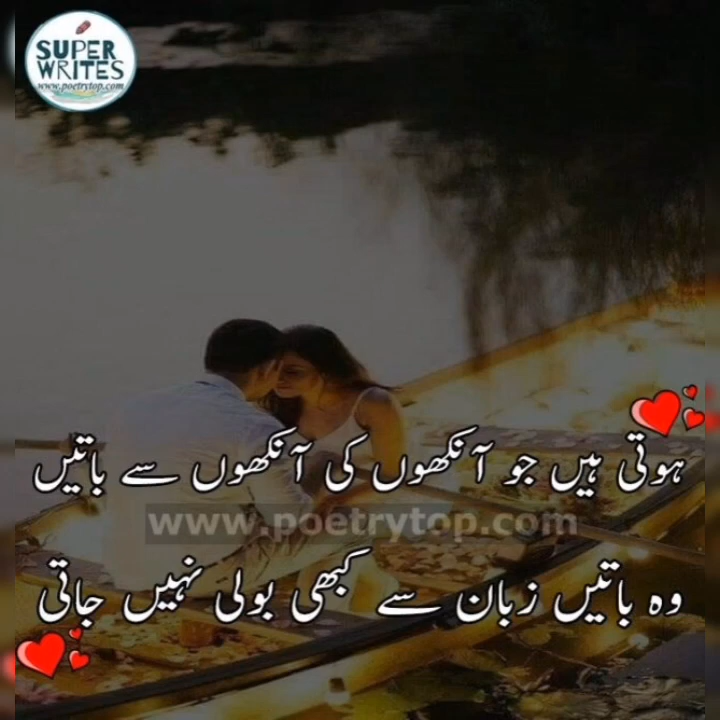 SUPER
WRITES
www.poetrytop.com
ہوتی ہیں جو آنکھوں کی آنکھوں سے باتیں
www.poetrytop.com
وہ باتیں زبان سے کبھی بولی نہیں جاتی